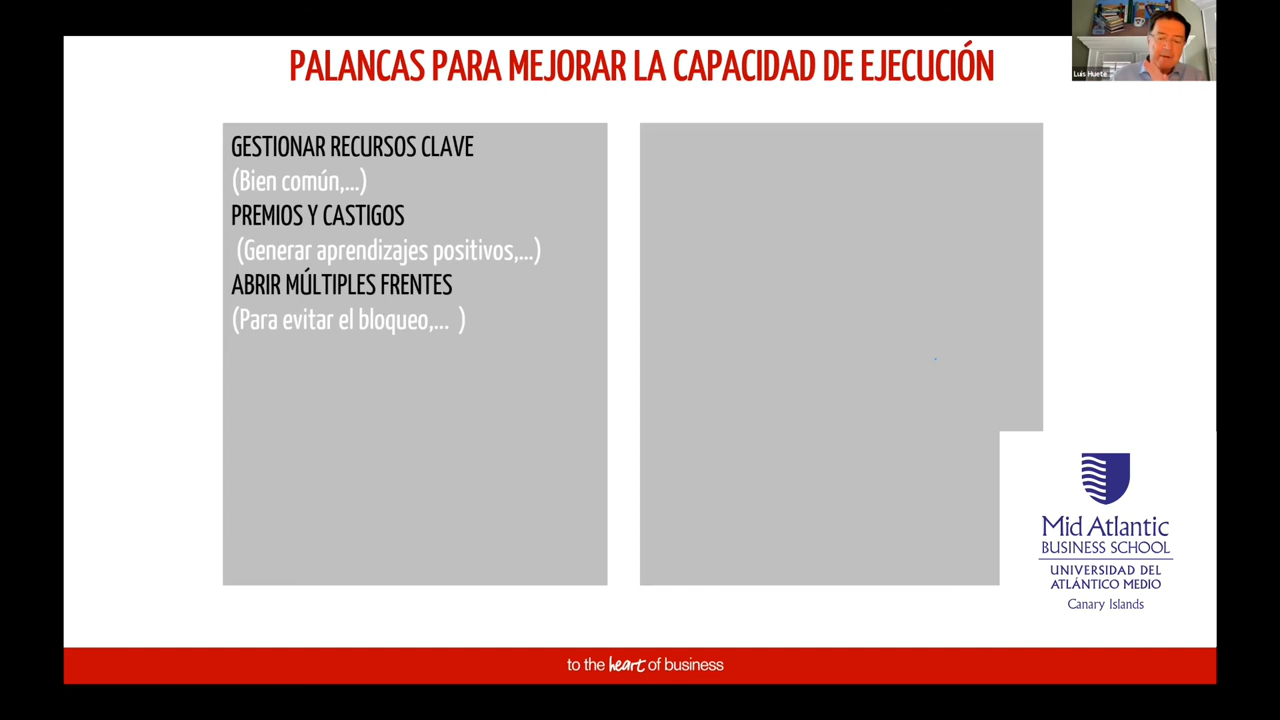 PALANCAS PARA MEJORAR LA CAPACIDAD DE EJECUCIÓN
Luis Huete
GESTIONAR RECURSOS CLAVE
(Bien común,...)
PREMIOS Y CASTIGOS
(Generar aprendizajes positivos,...)
ABRIR MÚLTIPLES FRENTES
(Para evitar el bloqueo,... )
Mid Atlantic
BUSINESS SCHOOL
UNIVERSIDAD DEL
ATLÁNTICO MEDIO
Canary Islands
to the heart of business